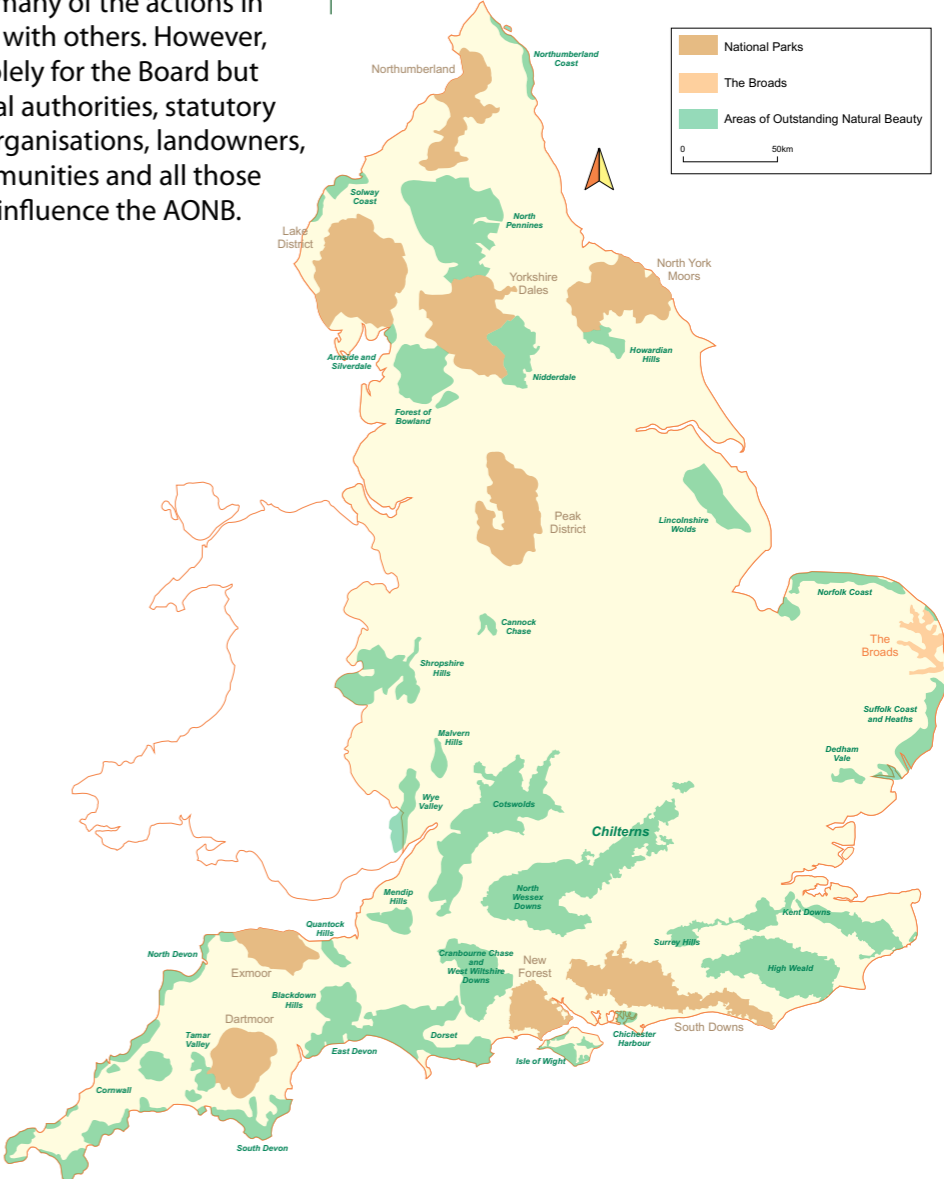 many of the actions in
with others. However,
olely for the Board but
al authorities, statutory
rganisations, landowners,
munities and all those
influence the AONB.
National Parks
The Broads
Areas of Outstanding Natural Beauty
0 50km
Northumberland
Northumberland
Coast
Solway
Coast
North
Pennines
Lake
District
Yorkshire
Dales
North York
Moors
Arnside and
Silverdale
Howardian
Hills
Nidderdale
Forest of
Bowland
Peak
District
Lincolnshire
Wolds
Norfolk Coast
Cannock
Chase
The
Broads
Shropshire
Hills
Suffolk Coast
and Heaths
Malvern
Hills
Dedham
Vale
Wye
Valley
Cotswolds
Chilterns
North
Wessex
Downs
Mendip
Hills
Kent Downs
Quantock
Hills
Surrey Hills
North Devon
Exmoor
Cranbourne Chase
and
West Wiltshire
Downs
New
Forest
High Weald
Blackdown
Hills
Dartmoor
South Downs
Tamar
Valley
Dorset
Chichester
Harbour
East Devon
Isle of Wight
Cornwall
South Devon